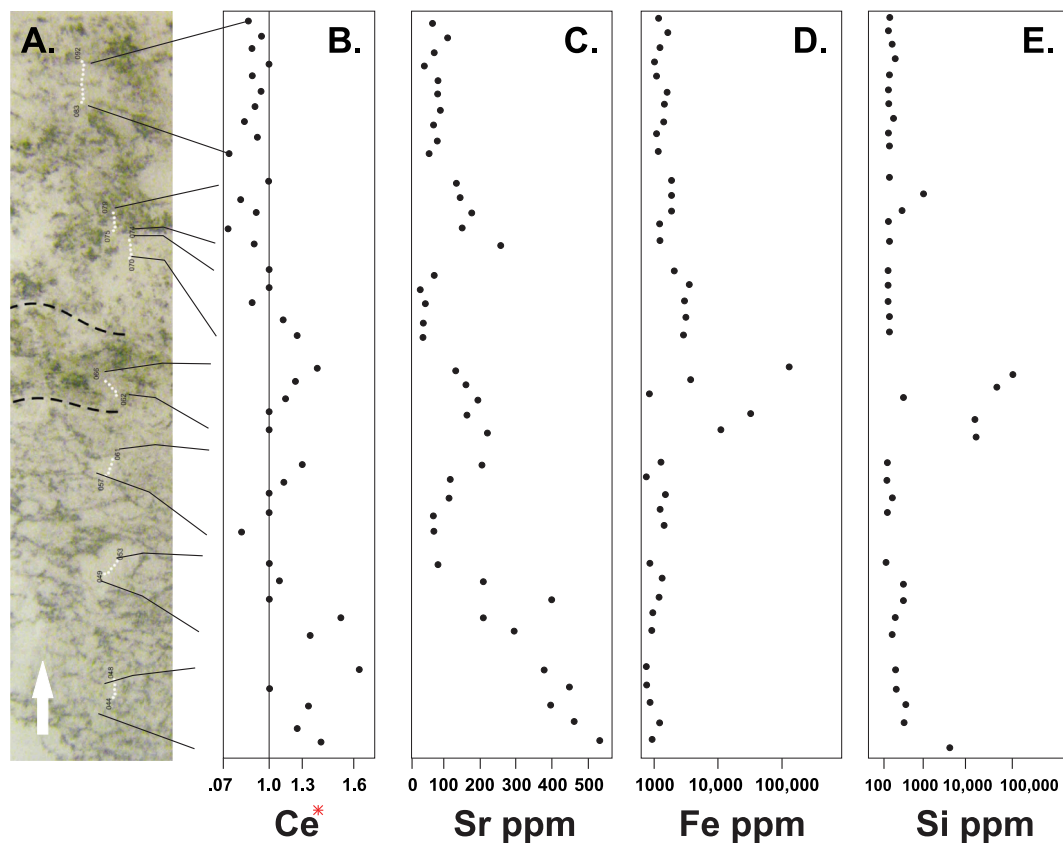 A.
B.
C.
D.
E.
092
083
079
075
074
070
066
062
061
057
053
049
048
044
.07 1.0 1.3 1.6
0 100 200 300 400 500
1000 10,000 100,000
100 1000 10,000 100,000
Ce*
Sr ppm
Fe ppm
Si ppm